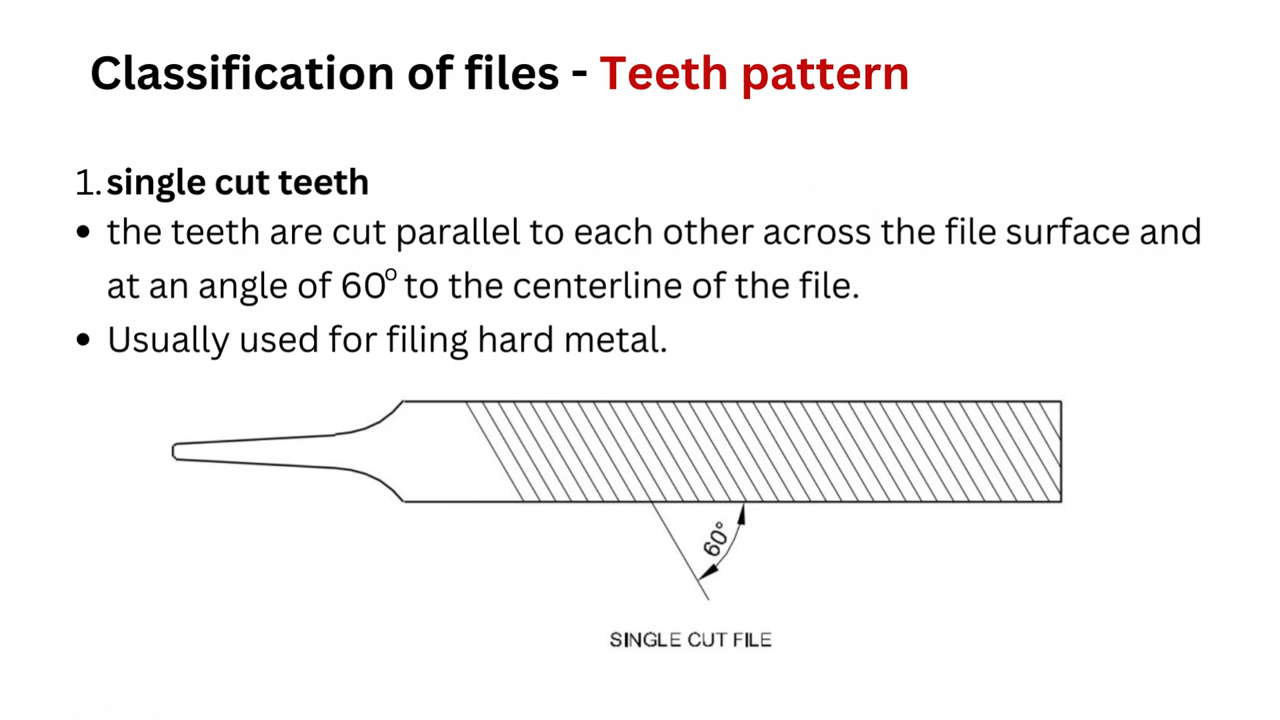 Classification of files - Teeth pattern
1. single cut teeth
• the teeth are cut parallel to each other across the file surface and
at an angle of 60° to the centerline of the file.
• Usually used for filing hard metal.
60°
SINGLE CUT FILE